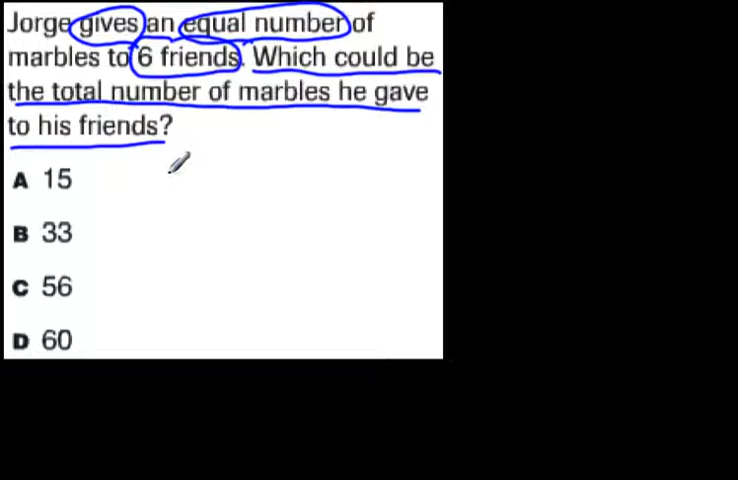 Jorge gives an equal number of
marbles to 6 friends. Which could be
the total number of marbles he gave
to his friends?
A 15
B 33
C 56
D 60